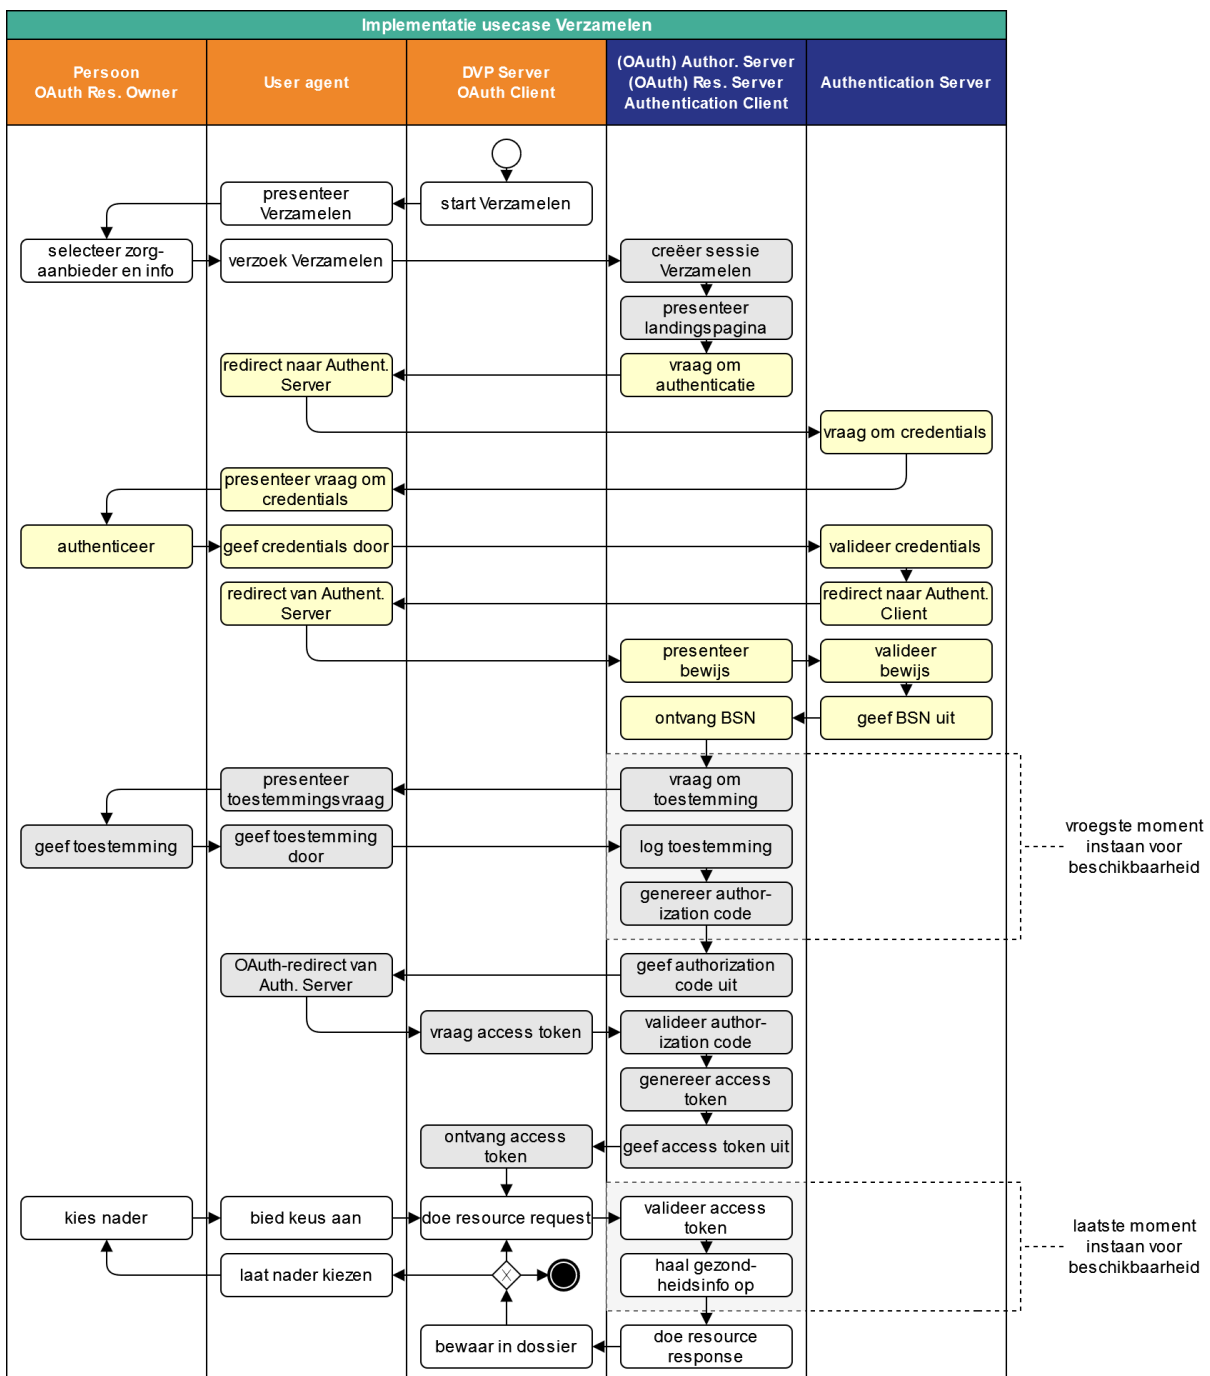 Implementatie usecase Verzamelen
Persoon
OAuth Res. Owner
User agent
DVP Server
OAuth Client
(OAuth) Author. Server
(OAuth) Res. Server
Authentication Client
Authentication Server
presenteer
Verzamelen
start Verzamelen
selecteer zorg-
aanbieder en info
verzoek Verzamelen
creëer sessie
Verzamelen
presenteer
landingspagina
redirect naar Authent.
Server
vraag om
authenticatie
vraag om credentials
presenteer vraag om
credentials
authenticeer
geef credentials door
valideer credentials
redirect van Authent.
Server
redirect naar Authent.
Client
presenteer
bewijs
valideer
bewijs
ontvang BSN
geef BSN uit
presenteer
toestemmingsvraag
vraag om
toestemming
geef toestemming
geef toestemming
door
log toestemming
vroegste moment
instaan voor
beschikbaarheid
genereer author-
ization code
OAuth-redirect van
Auth. Server
geef authorization
code uit
vraag access token
valideer author-
ization code
genereer access
token
ontvang access
token
geef access token uit
kies nader
bied keus aan
doe resource request
valideer access
token
laatste moment
instaan voor
beschikbaarheid
laat nader kiezen
X
haal gezond-
heidsinfo op
bewaar in dossier
doe resource
response